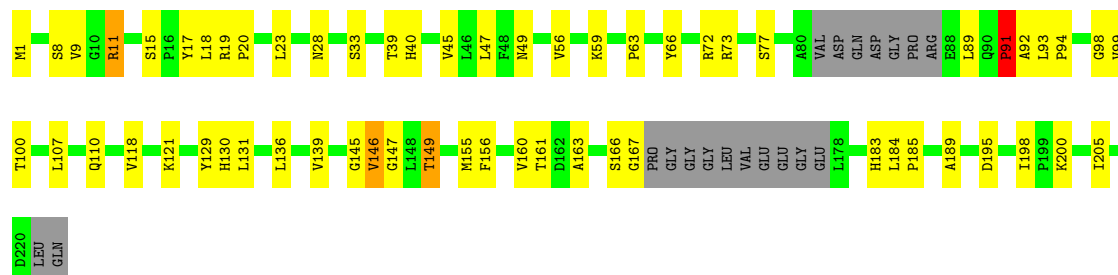 M1 S8 V9 G10 R11 S15 P16 Y17 L18 R19 P20 L23 N28 S33 T39 H40 V45 L46 L47 F48 N49 V56 K59 P63 Y66 R72 R73 S77 A80 VAL ASP GLN ASP GLY PRO ARG E88 L89 Q90 P91 A92 L93 P94 G98 V99
T100 L107 Q110 V118 K121 Y129 H130 L131 L136 V139 G145 V146 G147 L148 T149 M155 F156 V160 T161 D162 A163 S166 G167 PRO GLY GLY GLY LEU VAL GLU GLU GLY GLU L178 H183 L184 P185 A189 D195 I198 P199 K200 I205
D220 LEU GLN